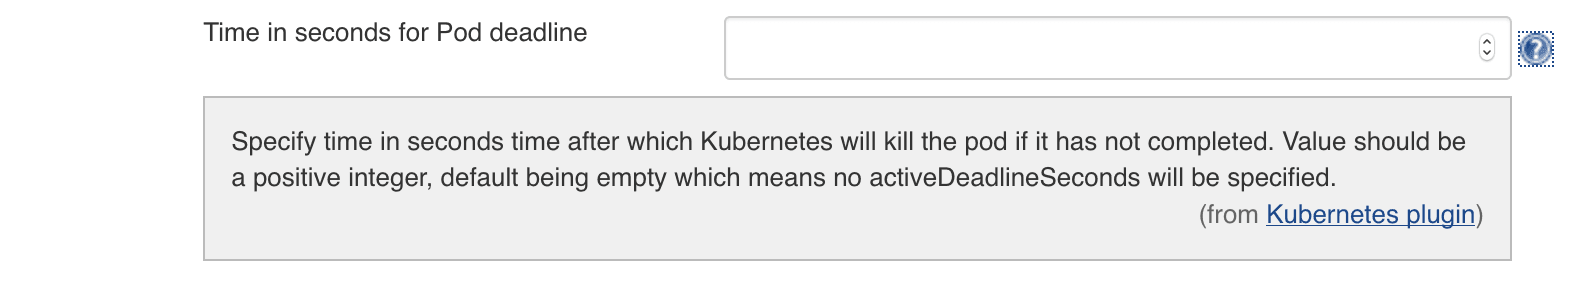 Time in seconds for Pod deadline
Specify time in seconds time after which Kubernetes will kill the pod if it has not completed. Value should be
a positive integer, default being empty which means no activeDeadlineSeconds will be specified.
(from Kubernetes plugin)